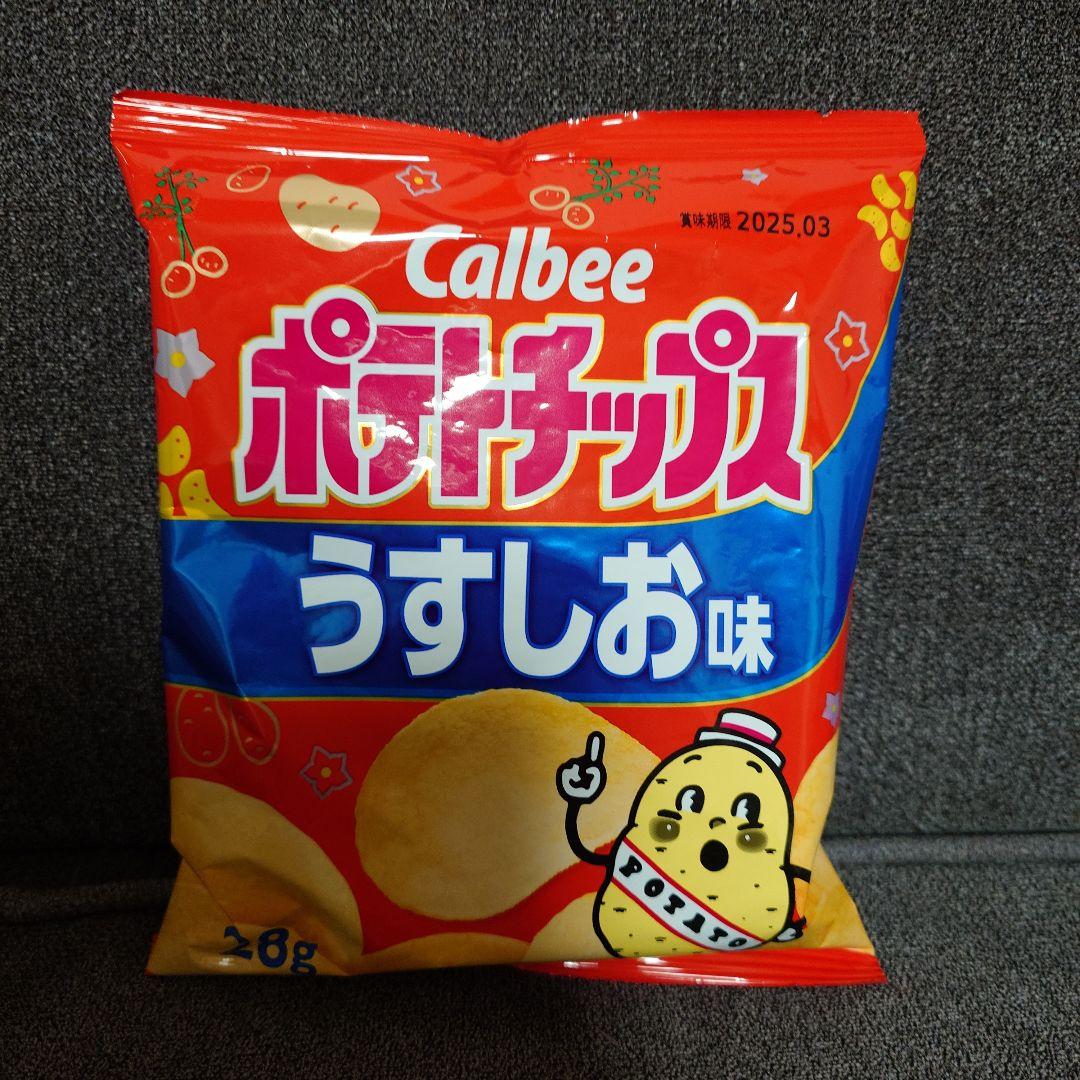 賞味期限 2025.03
Calbee
ポテトチップス
うすしお味
POTATO
28g